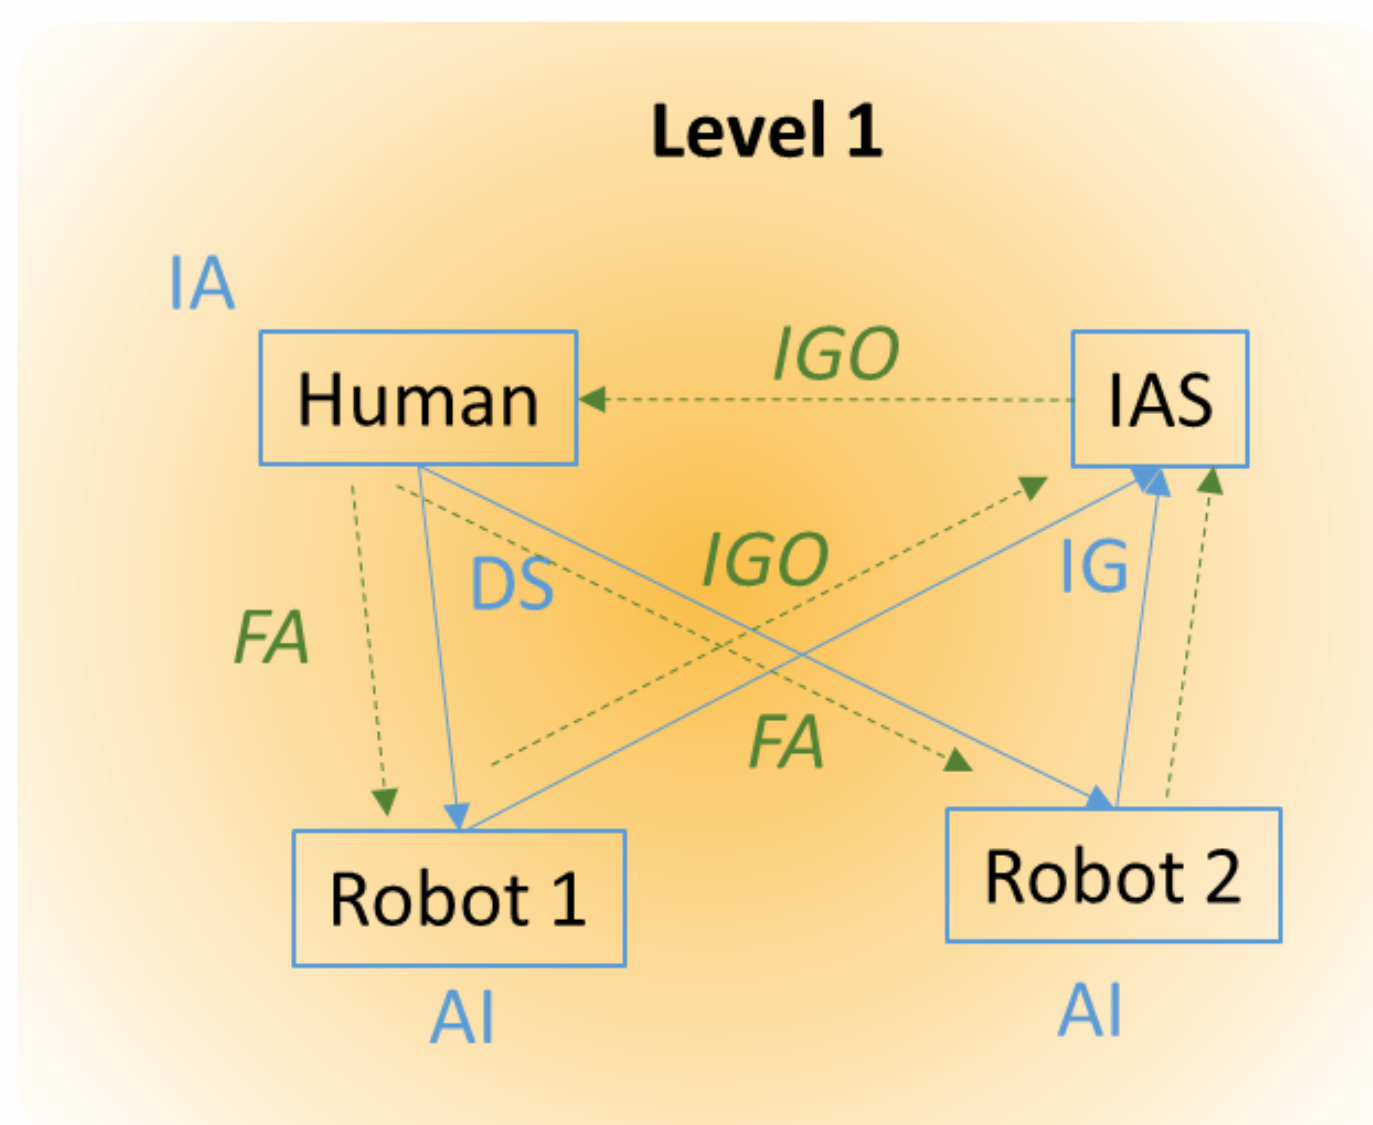 Level 1
IA
IGO
Human
IAS
DS
IGO
IG
FA
FA
Robot 1
Robot 2
AI
AI